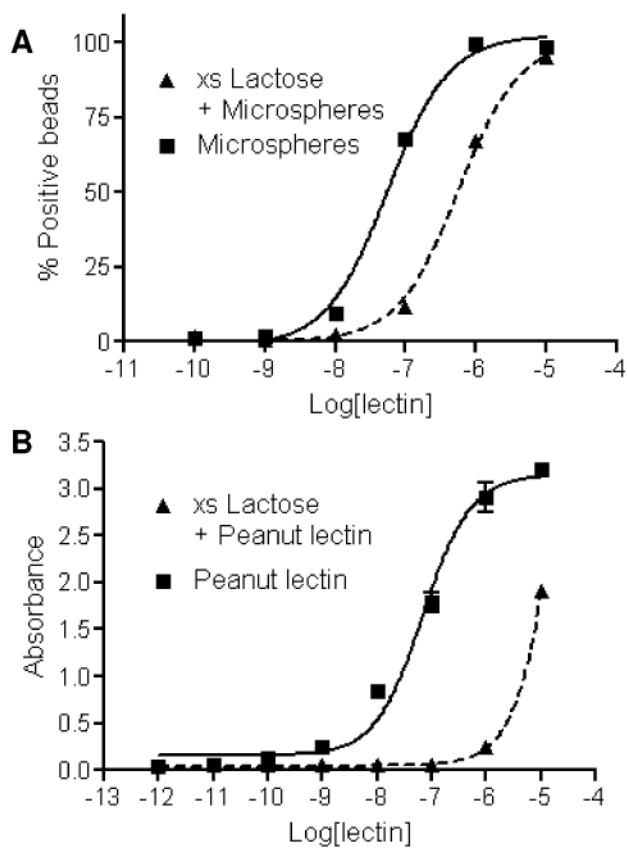 A
100
75
50
25
0
% Positive beads
xs Lactose
+ Microspheres
Microspheres
-11 -10 -9 -8 -7 -6 -5 -4
Log[lectin]
B
3.5
3.0
2.5
2.0
1.5
1.0
0.5
0.0
Absorbance
xs Lactose
+ Peanut lectin
Peanut lectin
-13 -12 -11 -10 -9 -8 -7 -6 -5 -4
Log[lectin]